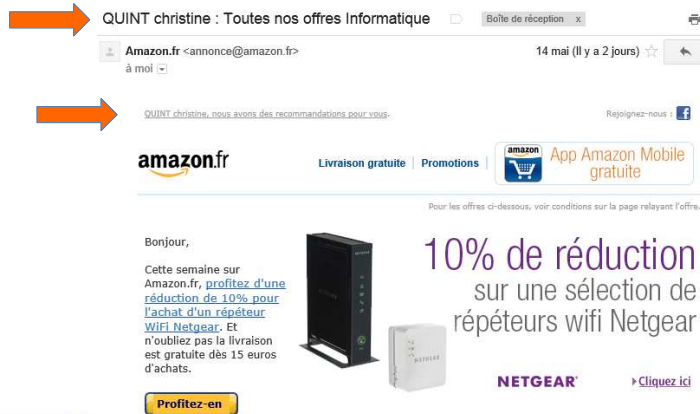 QUINT christine : Toutes nos offres Informatique
Boîte de réception x
Amazon.fr <annonce@amazon.fr>
14 mai (Il y a 2 jours)
à moi
QUINT christine, nous avons des recommandations pour vous.
Rejoignez-nous :
amazon.fr
Livraison gratuite | Promotions
amazon
App Amazon Mobile
gratuite
Pour les offres ci-dessous, voir conditions sur la page relayant l'offre.
Bonjour,
Cette semaine sur
Amazon.fr, profitez d'une
réduction de 10% pour
l'achat d'un répéteur
WiFi Netgear. Et
n'oubliez pas la livraison
est gratuite dès 15 euros
d'achats.
Profitez-en
10% de réduction
sur une sélection de
répéteurs wifi Netgear
NETGEAR
NETGEAR
Cliquez ici